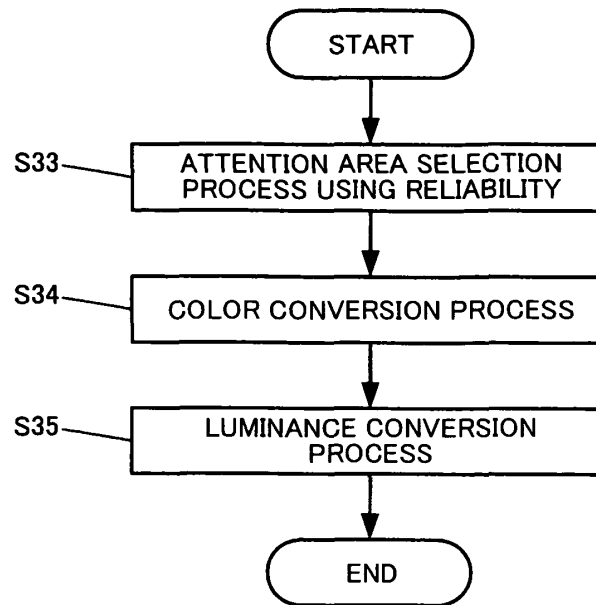 START
S33
ATTENTION AREA SELECTION
PROCESS USING RELIABILITY
S34
COLOR CONVERSION PROCESS
S35
LUMINANCE CONVERSION
PROCESS
END